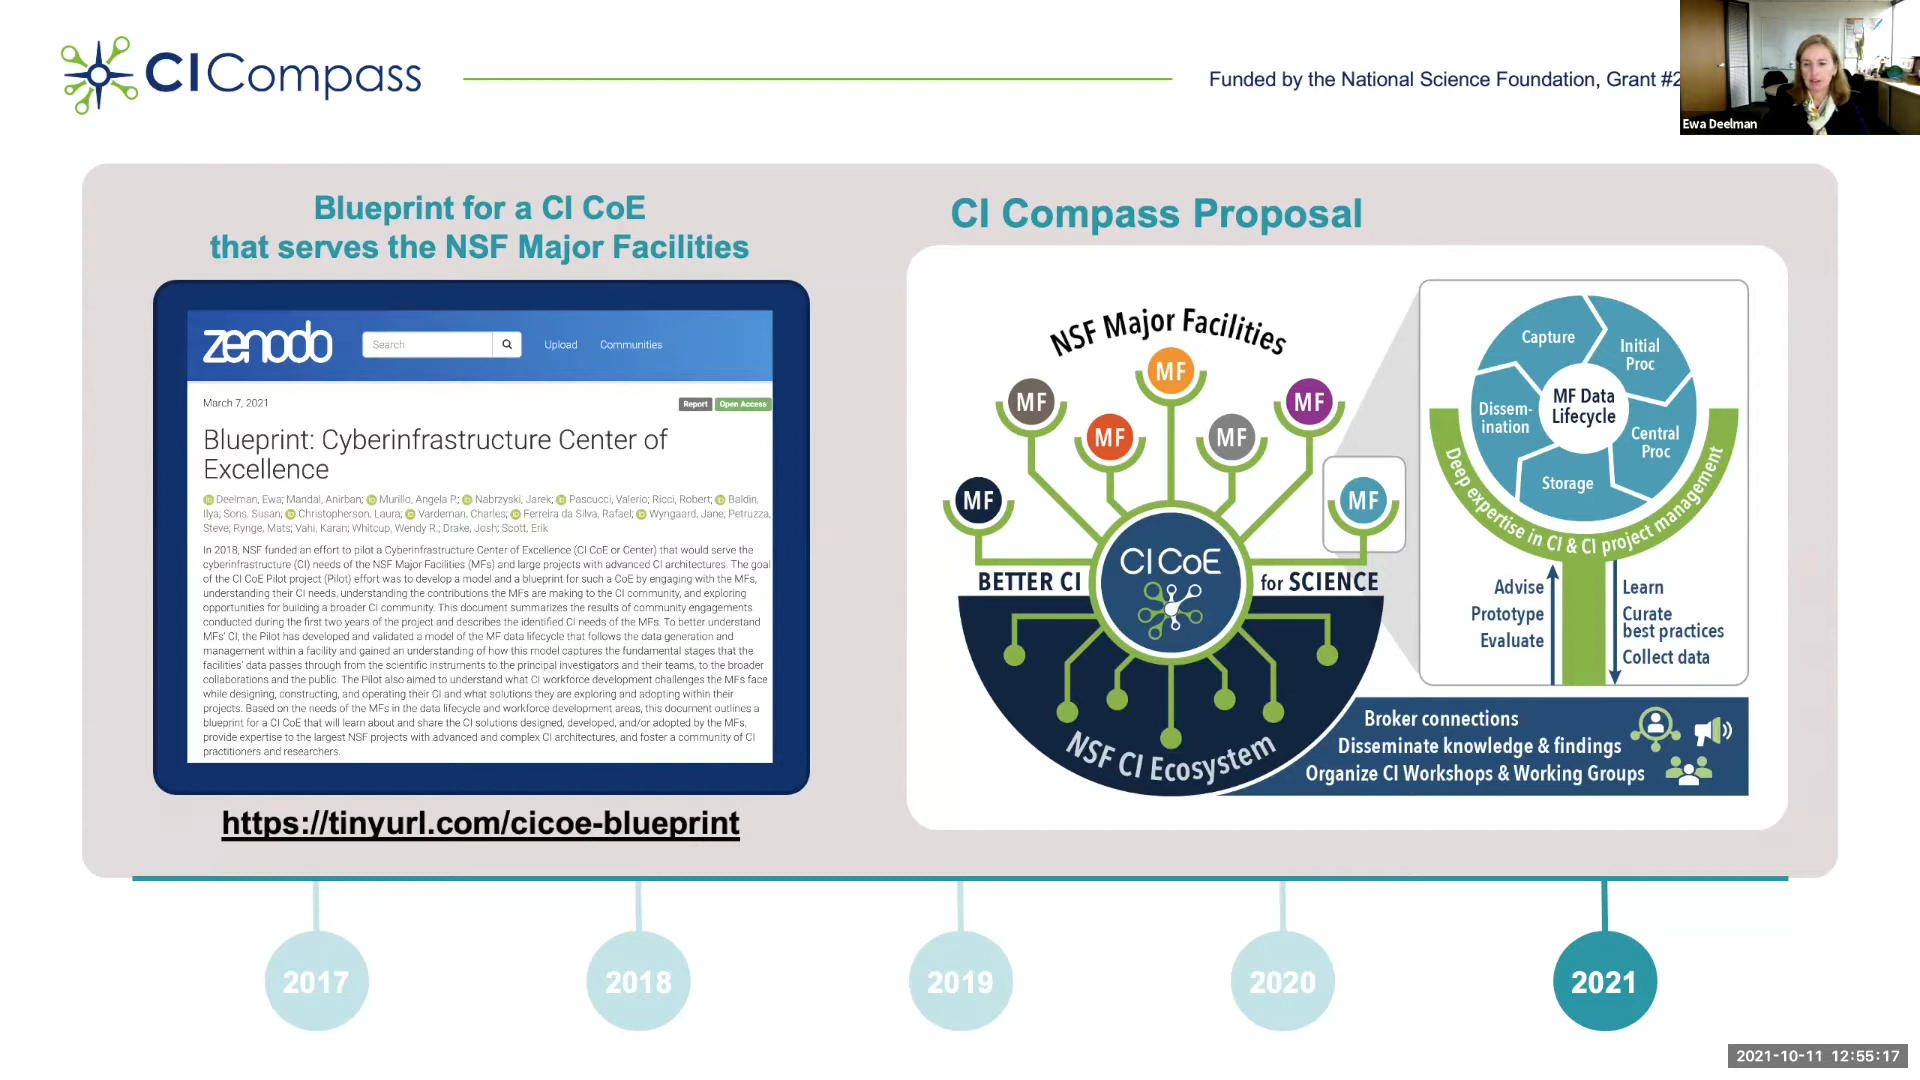 CICompass
Funded by the National Science Foundation, Grant #2
Ewa Deelman
Blueprint for a CI CoE
that serves the NSF Major Facilities
zenodo
Search
Upload
Communities
March 7, 2021
Report
Open Access
Blueprint: Cyberinfrastructure Center of
Excellence
Deelman, Ewa; Mandal, Anirban; Murillo, Angela P.; Nabrzyski, Jarek; Pascucci, Valerio; Ricci, Robert; Baldin,
Ilya; Sons, Susan; Christopherson, Laura; Vardeman, Charles; Ferreira da Silva, Rafael; Wyngaard, Jane; Petruzza,
Steve; Rynge, Mats; Vahi, Karan; Whitcup, Wendy R.; Drake, Josh; Scott, Erik
In 2018, NSF funded an effort to pilot a Cyberinfrastructure Center of Excellence (CI CoE or Center) that would serve the
cyberinfrastructure (CI) needs of the NSF Major Facilities (MFs) and large projects with advanced CI architectures. The goal
of the CI CoE Pilot project (Pilot) effort was to develop a model and a blueprint for such a CoE by engaging with the MFs,
understanding their CI needs, understanding the contributions the MFs are making to the CI community, and exploring
opportunities for building a broader CI community. This document summarizes the results of community engagements
conducted during the first two years of the project and describes the identified CI needs of the MFs. To better understand
MFs' CI, the Pilot has developed and validated a model of the MF data lifecycle that follows the data generation and
management within a facility and gained an understanding of how this model captures the fundamental stages that the
facilities' data passes through from the scientific instruments to the principal investigators and their teams, to the broader
collaborations and the public. The Pilot also aimed to understand what CI workforce development challenges the MFs face
while designing, constructing, and operating their CI and what solutions they are exploring and adopting within their
projects. Based on the needs of the MFs in the data lifecycle and workforce development areas, this document outlines a
blueprint for a CI CoE that will learn about and share the CI solutions designed, developed, and/or adopted by the MFs,
provide expertise to the largest NSF projects with advanced and complex CI architectures, and foster a community of CI
practitioners and researchers.
https://tinyurl.com/cicoe-blueprint
CI Compass Proposal
NSF Major Facilities
MF
MF
MF
MF
MF
MF
MF
CI CoE
BETTER CI
for SCIENCE
NSF CI Ecosystem
Capture
Initial
Proc
Central
Proc
Storage
Dissem-
ination
MF Data
Lifecycle
Deep expertise in CI & CI project management
Advise
Prototype
Evaluate
Learn
Curate
best practices
Collect data
Broker connections
Disseminate knowledge & findings
Organize CI Workshops & Working Groups
2017
2018
2019
2020
2021
2021-10-11 12:55:17